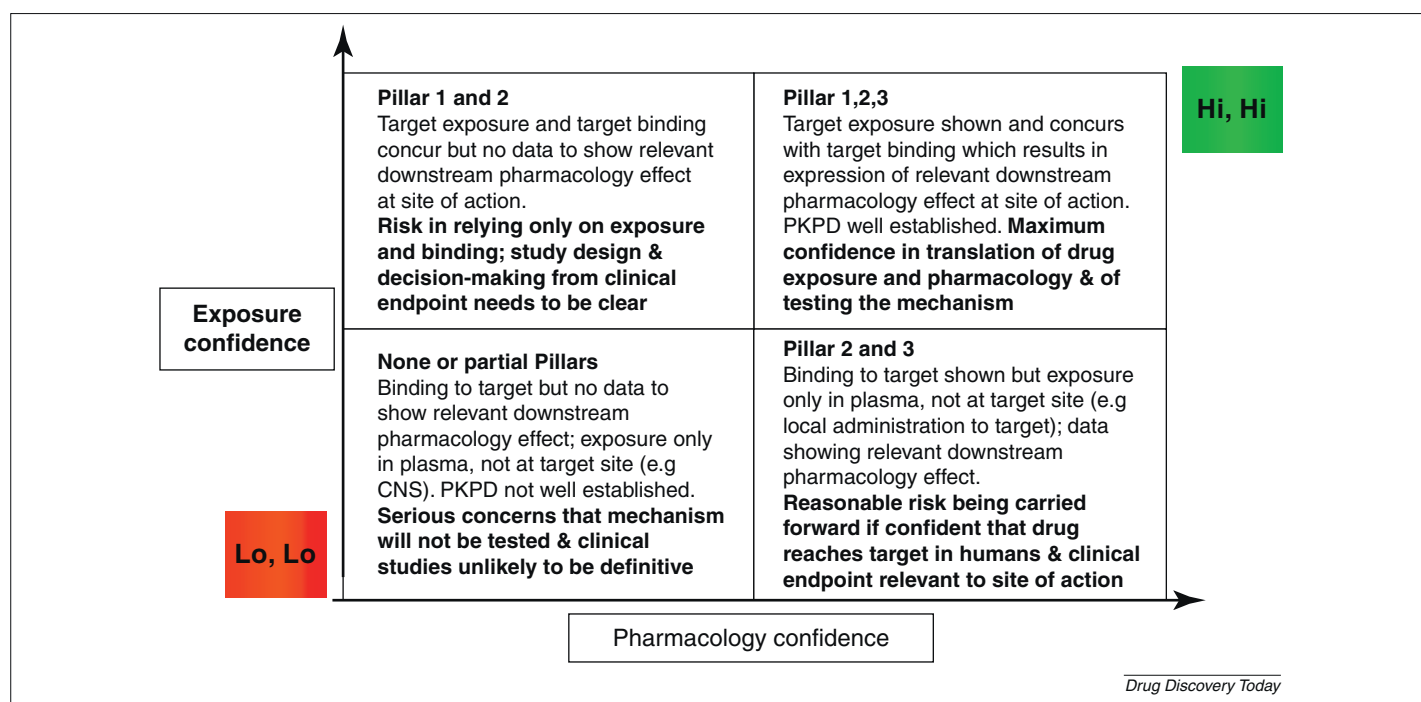 Pillar 1 and 2
Target exposure and target binding
concur but no data to show relevant
downstream pharmacology effect
at site of action.
Risk in relying only on exposure
and binding; study design &
decision-making from clinical
endpoint needs to be clear
Pillar 1,2,3
Target exposure shown and concurs
with target binding which results in
expression of relevant downstream
pharmacology effect at site of action.
PKPD well established. Maximum
confidence in translation of drug
exposure and pharmacology & of
testing the mechanism
Hi, Hi
Exposure
confidence
None or partial Pillars
Binding to target but no data to
show relevant downstream
pharmacology effect; exposure only
in plasma, not at target site (e.g
CNS). PKPD not well established.
Serious concerns that mechanism
will not be tested & clinical
studies unlikely to be definitive
Pillar 2 and 3
Binding to target shown but exposure
only in plasma, not at target site (e.g
local administration to target); data
showing relevant downstream
pharmacology effect.
Reasonable risk being carried
forward if confident that drug
reaches target in humans & clinical
endpoint relevant to site of action
Lo, Lo
Pharmacology confidence
Drug Discovery Today